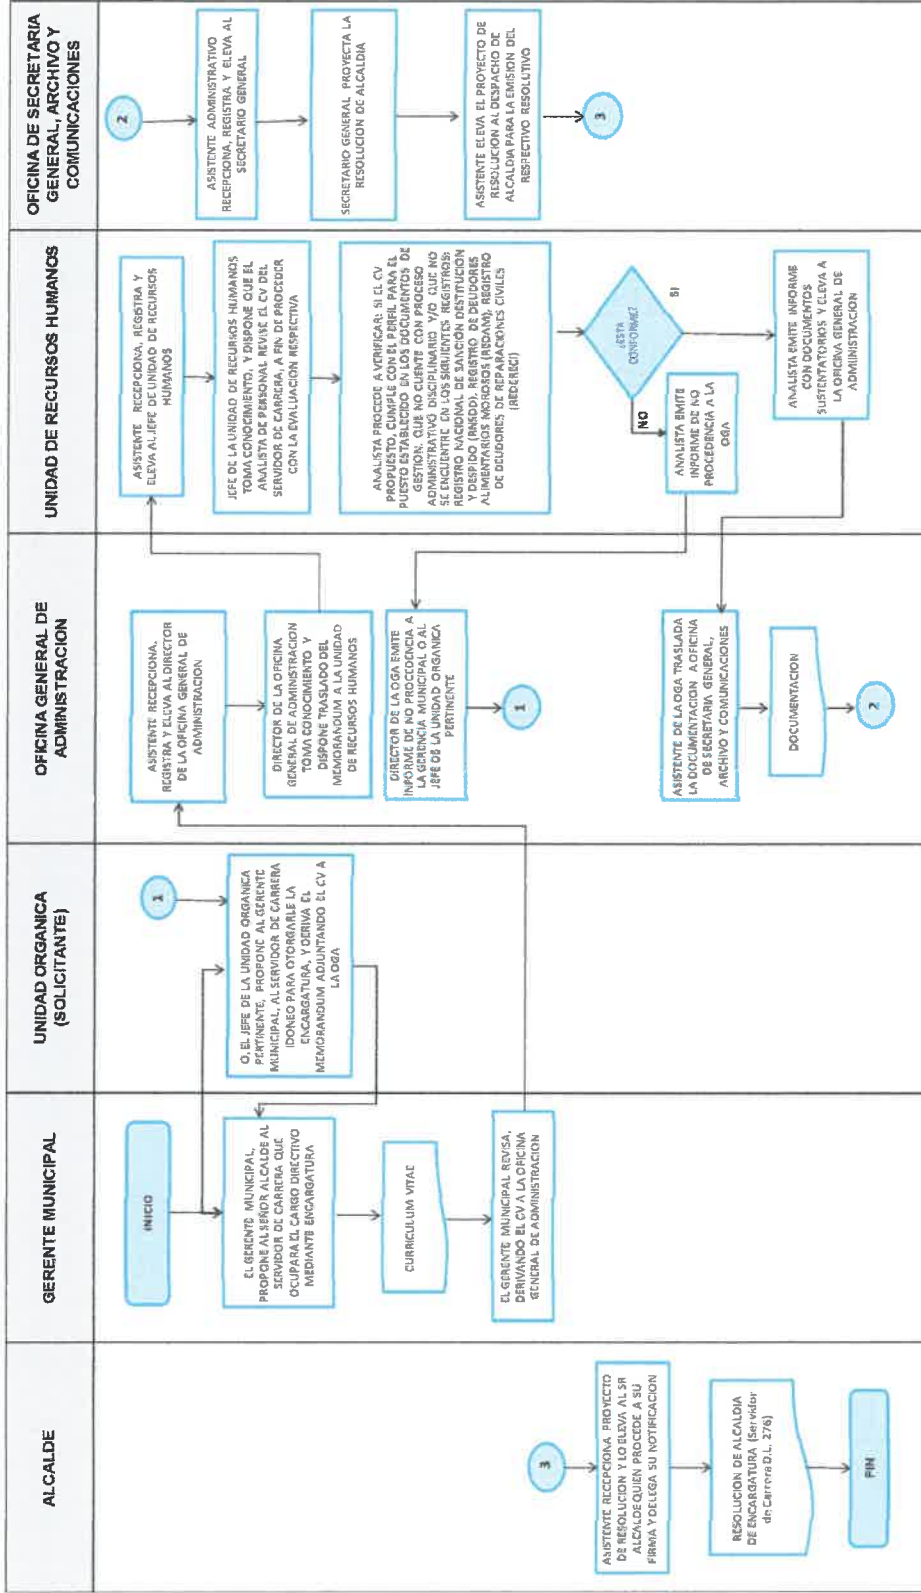 ALCALDE
GERENTE MUNICIPAL
UNIDAD ORGANICA
(SOLICITANTE)
OFICINA GENERAL DE
ADMINISTRACION
UNIDAD DE RECURSOS HUMANOS
OFICINA DE SECRETARIA
GENERAL, ARCHIVO Y
COMUNICACIONES
3
ASISTENTE RECEPCIONA PROYECTO
DE RESOLUCION Y LO ELEVA AL SR
ALCALDE QUIEN PROCEDE A SU
FIRMA Y DELEGA SU NOTIFICACION
RESOLUCION DE ALCALDIA
DE ENCARGATURA (Servidor
de Carrera D.L. 276)
FIN
INICIO
EL GERENTE MUNICIPAL,
PROPONE AL SEÑOR ALCALDE AL
SERVIDOR DE CARRERA QUE
OCUPARA EL CARGO DIRECTIVO
MEDIANTE ENCARGATURA
CURRICULUM VITAE
EL GERENTE MUNICIPAL REVISA,
DERIVANDO EL CV A LA OFICINA
GENERAL DE ADMINISTRACION
1
O, EL JEFE DE LA UNIDAD ORGANICA
PERTINENTE, PROPONE AL GERENTE
MUNICIPAL, AL SERVIDOR DE CARRERA
IDONEO PARA OTORGARLE LA
ENCARGATURA, Y DERIVA EL
MEMORANDUM ADJUNTANDO EL CV A
LA OGA
ASISTENTE RECEPCIONA,
REGISTRA Y ELEVA AL DIRECTOR
DE LA OFICINA GENERAL DE
ADMINISTRACION
DIRECTOR DE LA OFICINA
GENERAL DE ADMINISTRACION
TOMA CONOCIMIENTO Y
DISPONE TRASLADO DEL
MEMORANDUM A LA UNIDAD
DE RECURSOS HUMANOS
DIRECTOR DE LA OGA EMITE
INFORME DE NO PROCEDENCIA A
LA GERENCIA MUNICIPAL O AL
JEFE DE LA UNIDAD ORGANICA
PERTINENTE
1
ASISTENTE DE LA OGA TRASLADA
LA DOCUMENTACION A OFICINA
DE SECRETARIA GENERAL,
ARCHIVO Y COMUNICACIONES
DOCUMENTACION
2
ASISTENTE RECEPCIONA, REGISTRA Y
ELEVA AL JEFE DE UNIDAD DE RECURSOS
HUMANOS
JEFE DE LA UNIDAD DE RECURSOS HUMANOS
TOMA CONOCIMIENTO, Y DISPONE QUE EL
ANALISTA DE PERSONAL REVISE EL CV DEL
SERVIDOR DE CARRERA, A FIN DE PROCEDER
CON LA EVALUACION RESPECTIVA
ANALISTA PROCEDE A VERIFICAR: SI EL CV
PROPUESTO, CUMPLE CON EL PERFIL PARA EL
PUESTO ESTABLECIDO EN LOS DOCUMENTOS DE
GESTION, QUE NO CUENTE CON PROCESO
ADMINISTRATIVO DISCIPLINARIO Y/O QUE NO
SE ENCUENTRE EN LOS SIGUIENTES REGISTROS:
REGISTRO NACIONAL DE SANCIÓN DESTITUCION
Y DESPIDO (RNSDD), REGISTRO DE DEUDORES
ALIMENTARIOS MOROSOS (REDAM), REGISTRO
DE DEUDORES DE REPARACIONES CIVILES
(REDERECI)
¿ESTA
CONFORME?
NO
SI
ANALISTA EMITE
INFORME DE NO
PROCEDENCIA A LA
OGA
ANALISTA EMITE INFORME
CON DOCUMENTOS
SUSTENTATORIOS Y ELEVA A
LA OFICINA GENERAL DE
ADMINISTRACION
2
ASISTENTE ADMINISTRATIVO
RECEPCIONA, REGISTRA Y ELEVA AL
SECRETARIO GENERAL
SECRETARIO GENERAL PROYECTA LA
RESOLUCION DE ALCALDIA
ASISTENTE ELEVA EL PROYECTO DE
RESOLUCION AL DESPACHO DE
ALCALDIA PARA LA EMISION DEL
RESPECTIVO RESOLUTIVO
3